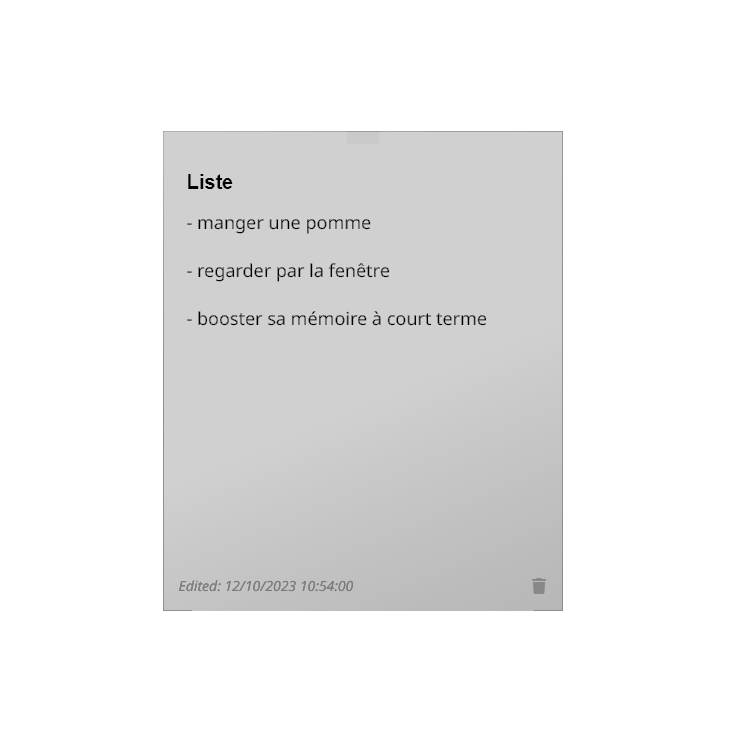 Liste
- manger une pomme
- regarder par la fenêtre
- booster sa mémoire à court terme
Edited: 12/10/2023 10:54:00